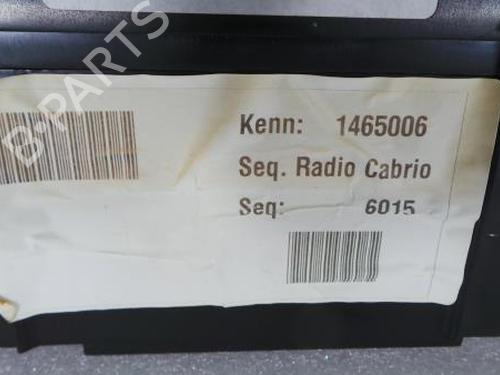 B-PARTS
Kenn: 1465006
Seq. Radio Cabrio
Seq: 6015